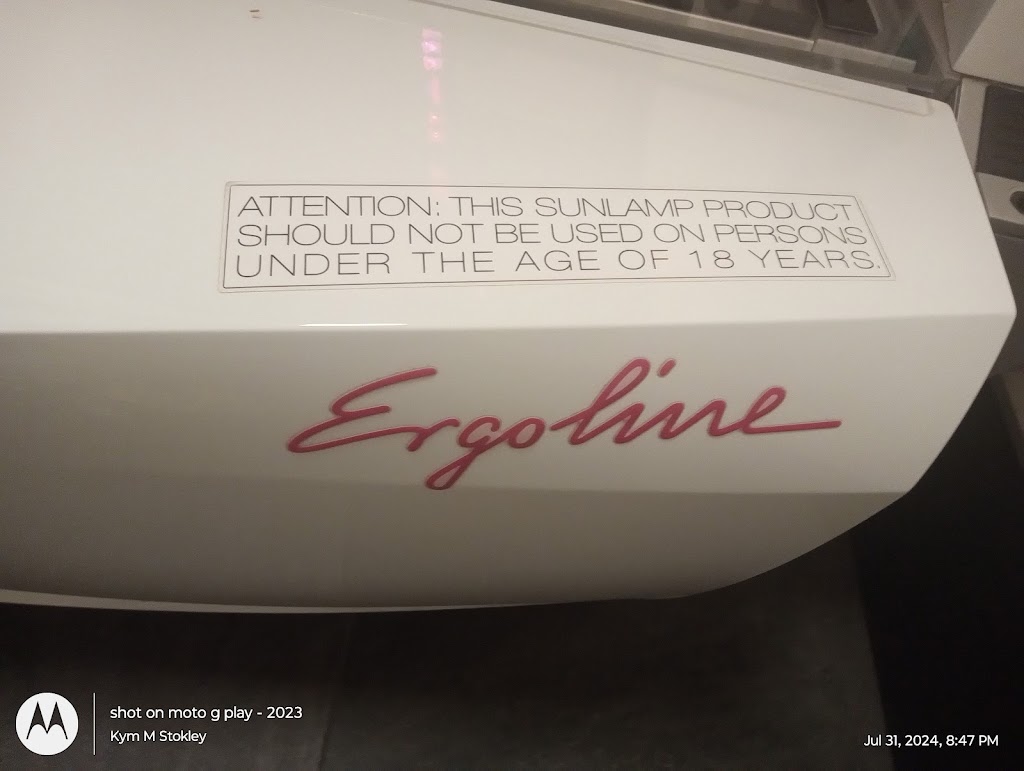 ATTENTION: THIS SUNLAMP PRODUCT
SHOULD NOT BE USED ON PERSONS
UNDER THE AGE OF 18 YEARS.
Ergoline
shot on moto g play - 2023
Kym M Stokley
Jul 31, 2024, 8:47 PM